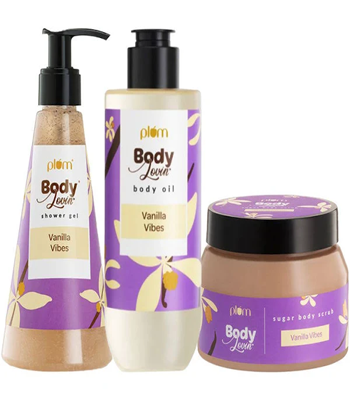 plum
Body
Lovin'
shower gel
Vanilla
Vibes
plum
Body
Lovin'
body oil
Vanilla
Vibes
plum
Body
Lovin'
sugar body scrub
Vanilla Vibes